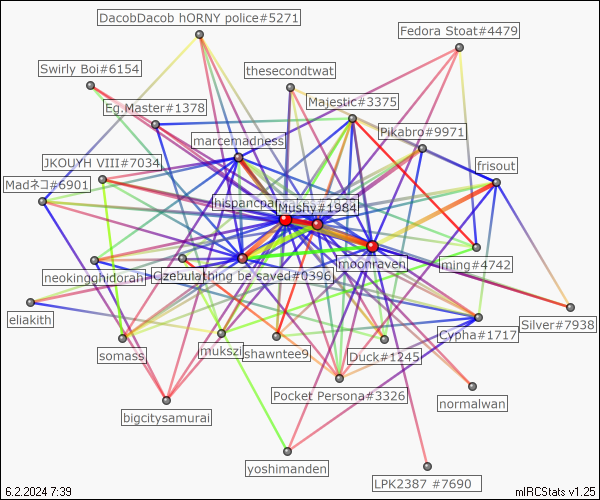 DacobDacob hORNY police#5271
Fedora Stoat#4479
Swirly Boi#6154
thesecondtwat
Eg.Master#1378
Majestic#3375
Pikabro#9971
marcemadness
JKOUYH VIII#7034
frisout
Madネコ#6901
hispancpa
Mushy#1984
neokingghidorah
be saved#0396
moonraven
ming#4742
eliakith
Silver#7938
Cypha#1717
somass
mukszi
shawntee9
Duck#1245
Pocket Persona#3326
normalwan
bigcitysamurai
yoshimanden
LPK2387 #7690
6.2.2024 7:39
mIRCStats v1.25